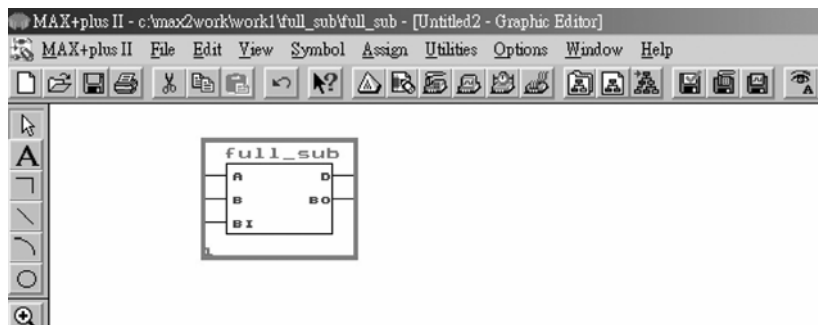 MAX+plus II - c:\max2work\work1\full_sub\full_sub - [Untitled2 - Graphic Editor]
MAX+plus II File Edit View Symbol Assign Utilities Options Window Help
A
full_sub
A D
B BO
BI
1